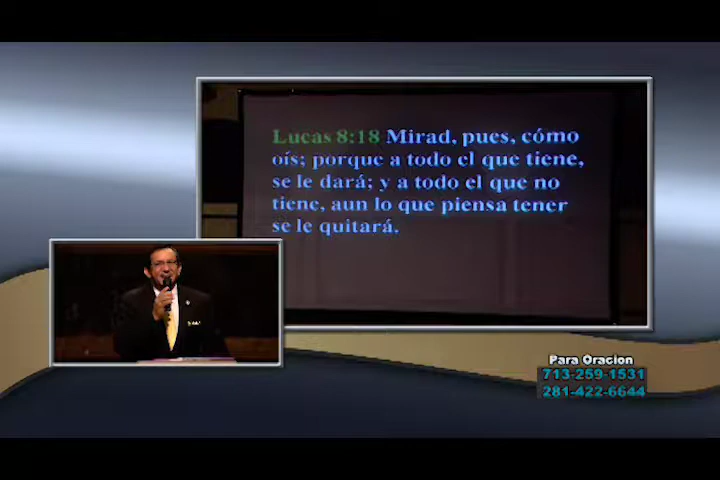 Lucas 8:18 Mirad, pues, cómo
oís; porque a todo el que tiene,
se le dará; y a todo el que no
tiene, aun lo que piensa tener
se le quitará.
Para Oracion
713-259-1531
281-422-6644